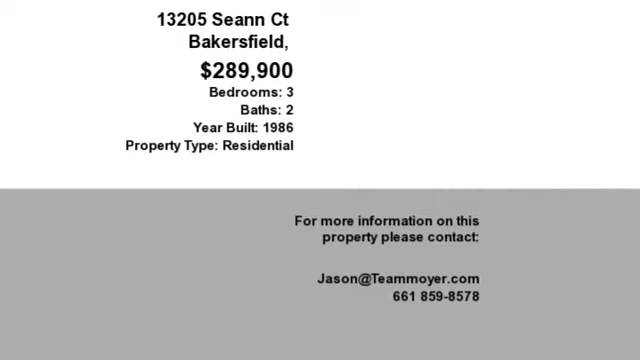 13205 Seann Ct
Bakersfield,
$289,900
Bedrooms: 3
Baths: 2
Year Built: 1986
Property Type: Residential
For more information on this
property please contact:
Jason@Teammoyer.com
661 859-8578